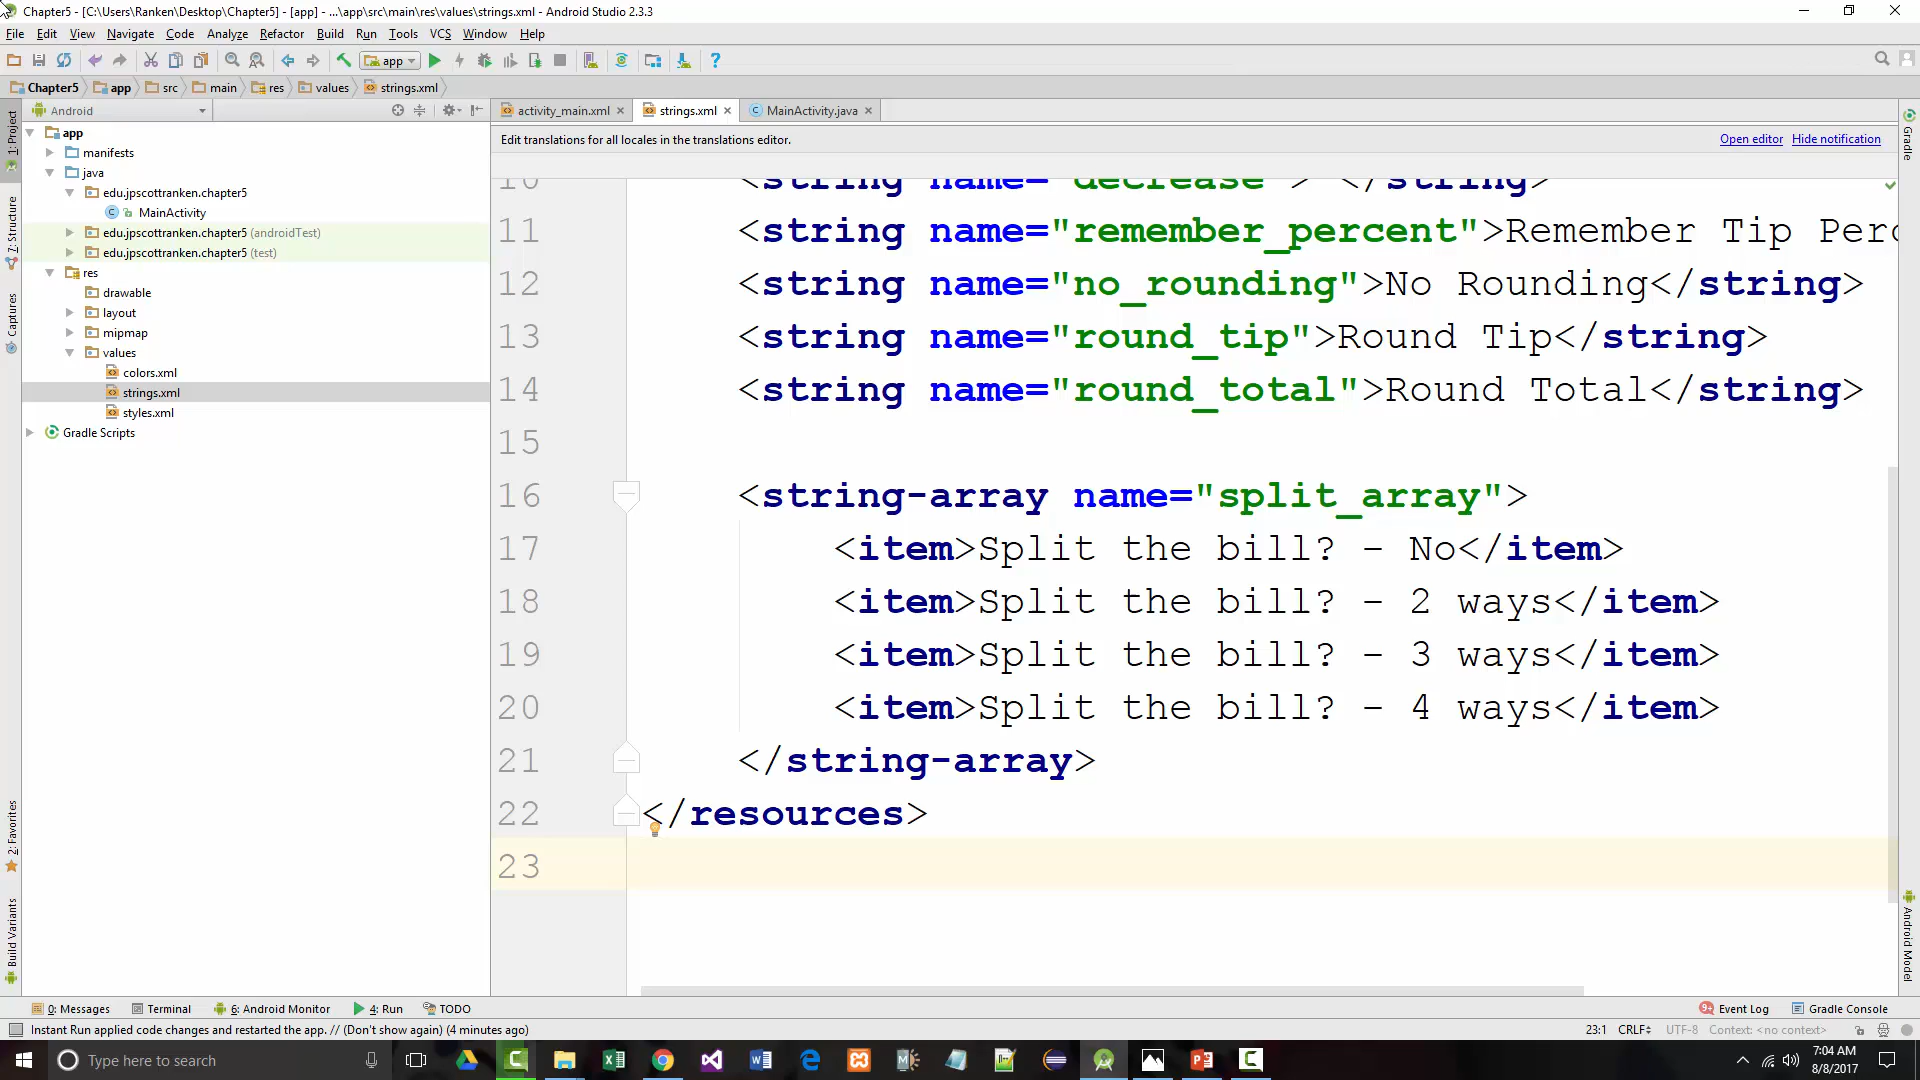 Chapter5 - [C:\Users\Ranken\Desktop\Chapter5] - [app] - ...\app\src\main\res\values\strings.xml - Android Studio 2.3.3
File Edit View Navigate Code Analyze Refactor Build Run Tools VCS Window Help
app
Chapter5 app src main res values strings.xml
Android
activity_main.xml strings.xml MainActivity.java
Edit translations for all locales in the translations editor. Open editor Hide notification
1: Project
7: Structure
Captures
2: Favorites
Build Variants
app
manifests
java
edu.jpscottranken.chapter5
MainActivity
edu.jpscottranken.chapter5 (androidTest)
edu.jpscottranken.chapter5 (test)
res
drawable
layout
mipmap
values
colors.xml
strings.xml
styles.xml
Gradle Scripts
10 <string name="decrease"> </string>
11 <string name="remember_percent">Remember Tip Perc
12 <string name="no_rounding">No Rounding</string>
13 <string name="round_tip">Round Tip</string>
14 <string name="round_total">Round Total</string>
15
16 <string-array name="split_array">
17 <item>Split the bill? - No</item>
18 <item>Split the bill? - 2 ways</item>
19 <item>Split the bill? - 3 ways</item>
20 <item>Split the bill? - 4 ways</item>
21 </string-array>
22 </resources>
23
Gradle
Android Model
0: Messages Terminal 6: Android Monitor 4: Run TODO Event Log Gradle Console
Instant Run applied code changes and restarted the app. // (Don't show again) (4 minutes ago) 23:1 CRLF UTF-8 Context: <no context>
Type here to search
7:04 AM
8/8/2017